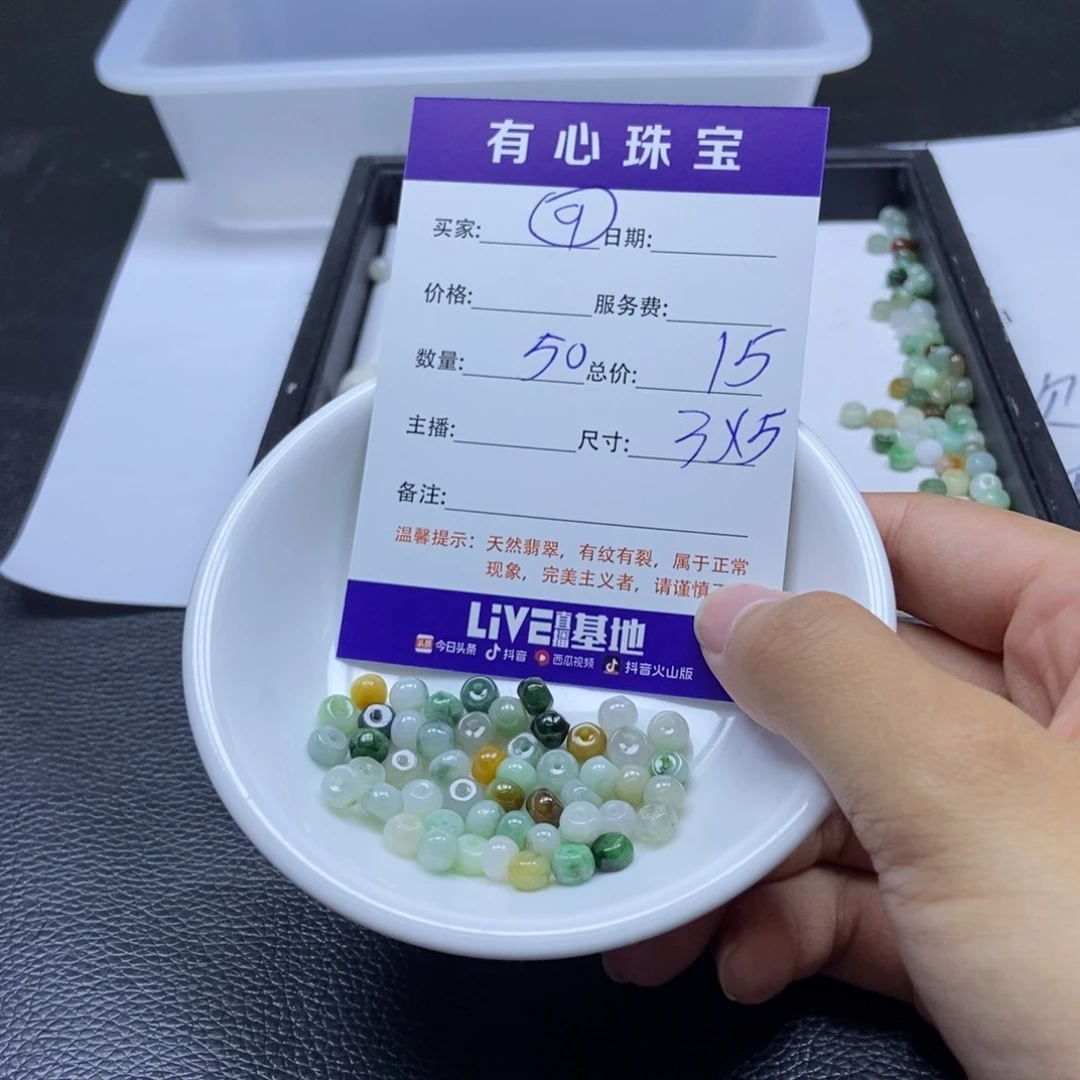 有心珠宝
买家: 9 日期:
价格: 服务费:
数量: 50 总价: 15
主播: 尺寸: 3X5
备注:
温馨提示：天然翡翠，有纹有裂，属于正常
现象，完美主义者，请谨慎
LiVE直播基地
头条 今日头条 抖音 西瓜视频 抖音火山版